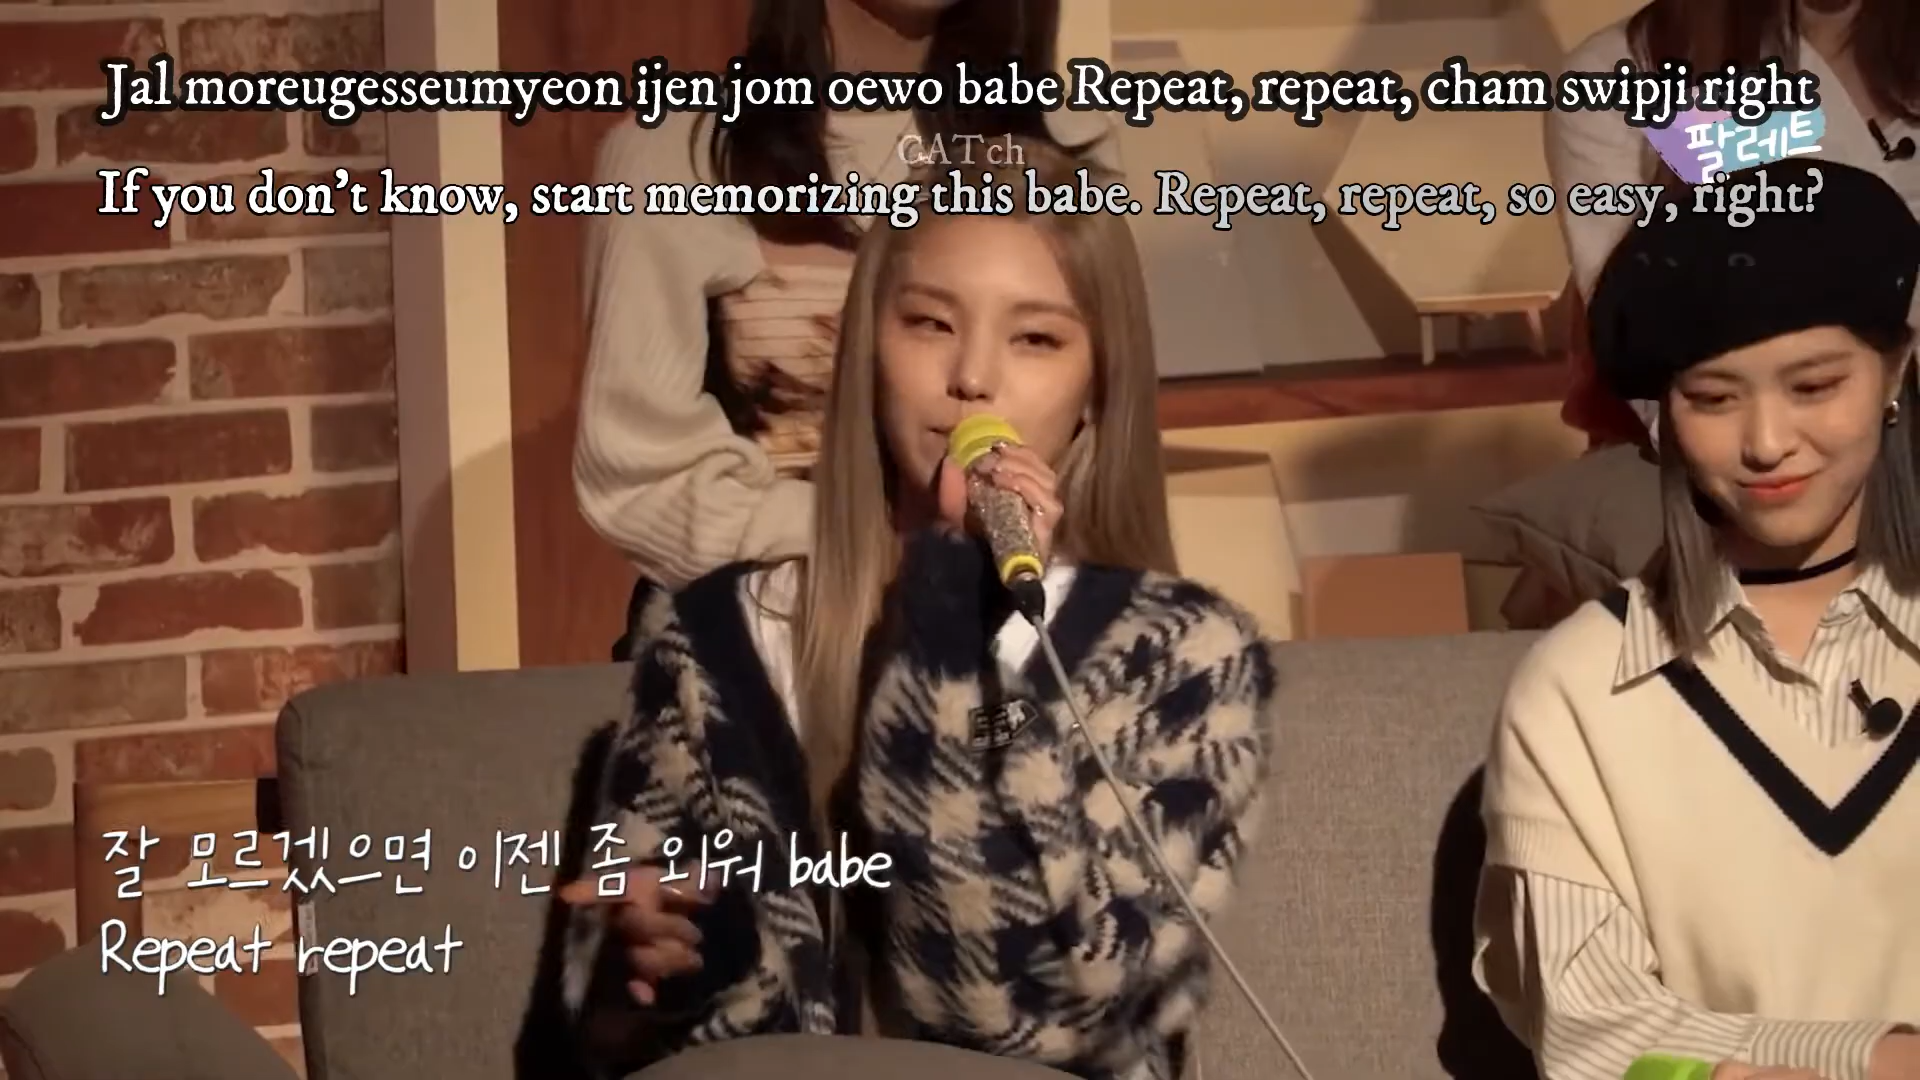 Jal moreugesseumyeon ijen jom oewo babe Repeat, repeat, cham swipji right
팔레트
CATch
If you don't know, start memorizing this babe. Repeat, repeat, so easy, right?
잘 모르겠으면 이젠 좀 외워 babe
Repeat repeat